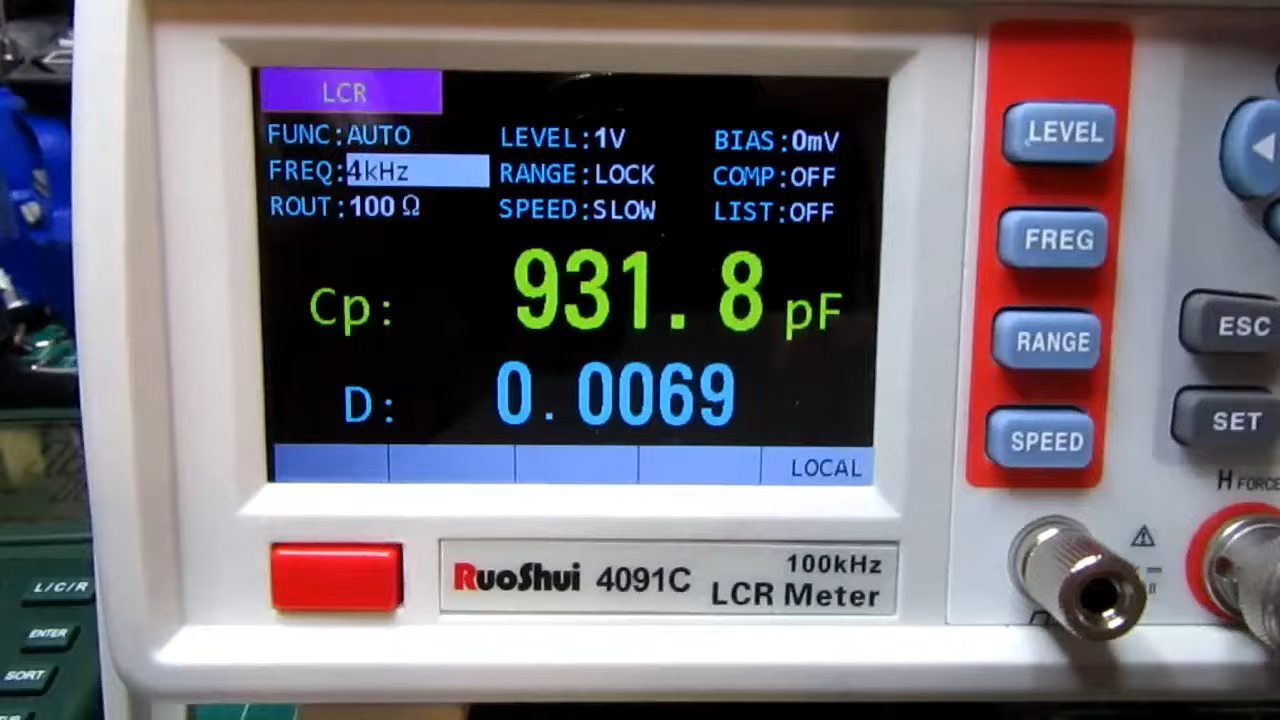 LCR
FUNC:AUTO LEVEL:1V BIAS:0mV
FREQ:4kHz RANGE:LOCK COMP:OFF
ROUT:100 Ω SPEED:SLOW LIST:OFF
Cp: 931.8 pF
D: 0.0069
LOCAL
LEVEL
FREQ
RANGE
SPEED
ESC
SET
H FORCE
RuoShui 4091C 100kHz
LCR Meter
L/C/R
ENTER
SORT